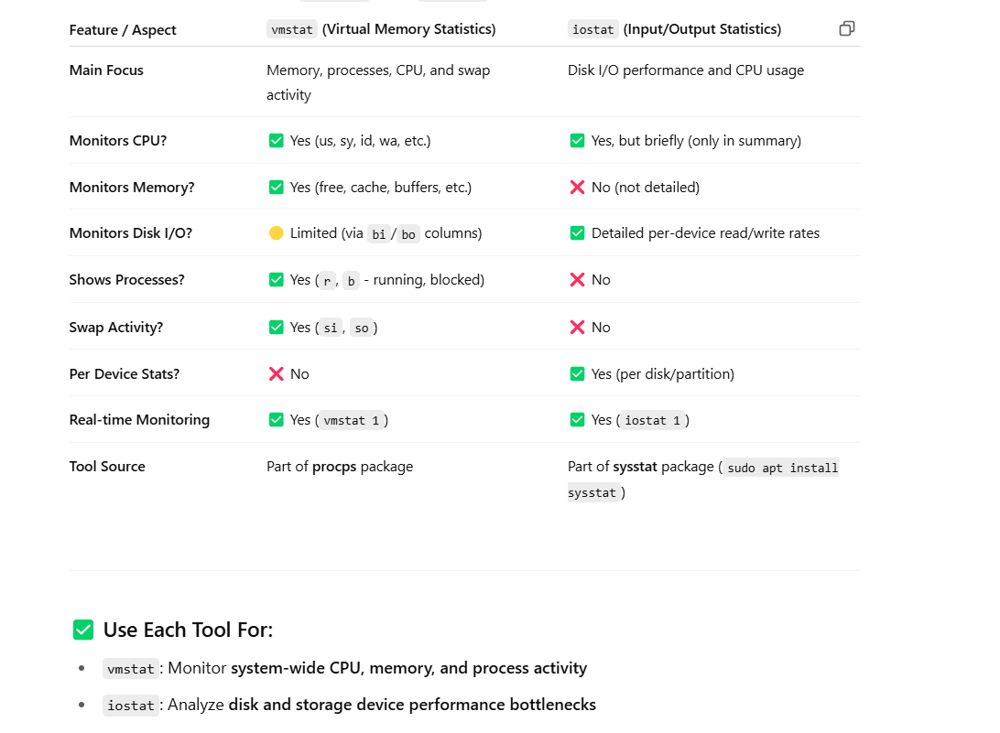 Feature / Aspect vmstat (Virtual Memory Statistics) iostat (Input/Output Statistics)
Main Focus Memory, processes, CPU, and swap Disk I/O performance and CPU usage
activity
Monitors CPU? ✅ Yes (us, sy, id, wa, etc.) ✅ Yes, but briefly (only in summary)
Monitors Memory? ✅ Yes (free, cache, buffers, etc.) ❌ No (not detailed)
Monitors Disk I/O? 🟡 Limited (via bi/bo columns) ✅ Detailed per-device read/write rates
Shows Processes? ✅ Yes (r, b - running, blocked) ❌ No
Swap Activity? ✅ Yes (si, so) ❌ No
Per Device Stats? ❌ No ✅ Yes (per disk/partition)
Real-time Monitoring ✅ Yes (vmstat 1) ✅ Yes (iostat 1)
Tool Source Part of procps package Part of sysstat package (sudo apt install
sysstat)
✅ Use Each Tool For:
• vmstat: Monitor system-wide CPU, memory, and process activity
• iostat: Analyze disk and storage device performance bottlenecks